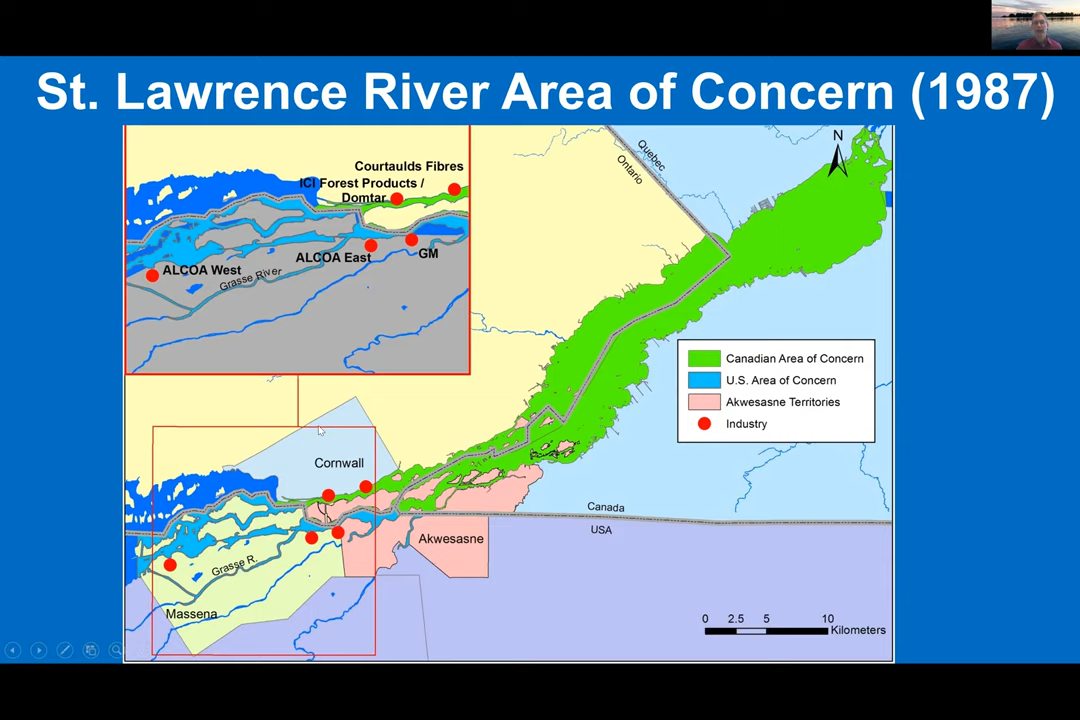 St. Lawrence River Area of Concern (1987)
Courtaulds Fibres
ICI Forest Products /
Domtar
ALCOA West
ALCOA East
GM
Grasse River
Quebec
Ontario
N
Canadian Area of Concern
U.S. Area of Concern
Akwesasne Territories
Industry
Cornwall
Canada
USA
Akwesasne
Grasse R.
Massena
0 2.5 5 10
Kilometers